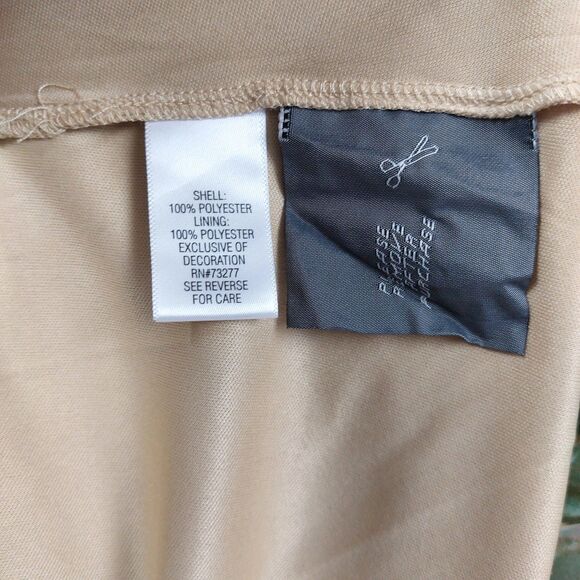 SHELL:
100% POLYESTER
LINING:
100% POLYESTER
EXCLUSIVE OF
DECORATION
RN#73277
SEE REVERSE
FOR CARE
PLEASE
REMOVE
AFTER
PURCHASE